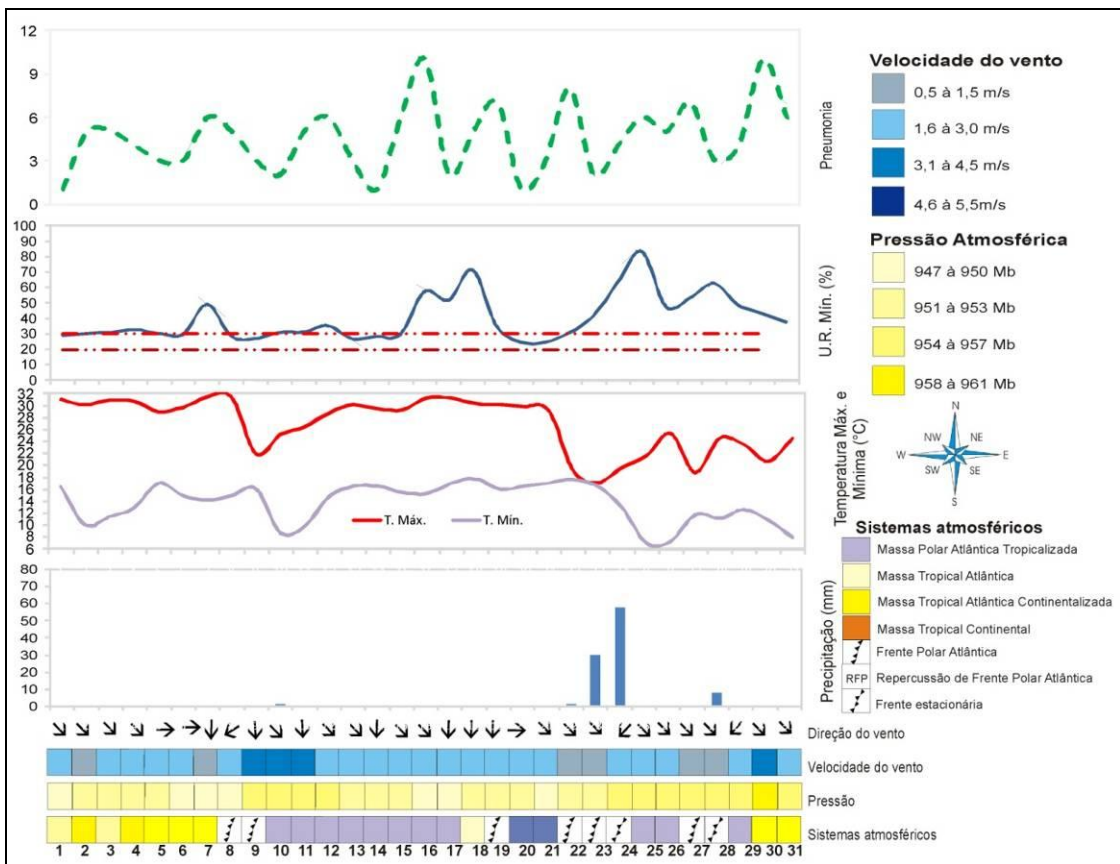 12
9
6
3
0
Pneumonia
100
90
80
70
60
50
40
30
20
10
0
U.R. Mín. (%)
32
30
28
26
24
22
20
18
16
14
12
10
8
6
T. Máx.
T. Mín.
Temperatura Máx. e
Mínima (°C)
80
70
60
50
40
30
20
10
0
Precipitação (mm)
Direção do vento
Velocidade do vento
Pressão
Sistemas atmosféricos
1 2 3 4 5 6 7 8 9 10 11 12 13 14 15 16 17 18 19 20 21 22 23 24 25 26 27 28 29 30 31
Velocidade do vento
0,5 à 1,5 m/s
1,6 à 3,0 m/s
3,1 à 4,5 m/s
4,6 à 5,5m/s
Pressão Atmosférica
947 à 950 Mb
951 à 953 Mb
954 à 957 Mb
958 à 961 Mb
N
NW
NE
W
E
SW
SE
S
Sistemas atmosféricos
Massa Polar Atlântica Tropicalizada
Massa Tropical Atlântica
Massa Tropical Atlântica Continentalizada
Massa Tropical Continental
Frente Polar Atlântica
RFP Repercussão de Frente Polar Atlântica
Frente estacionária